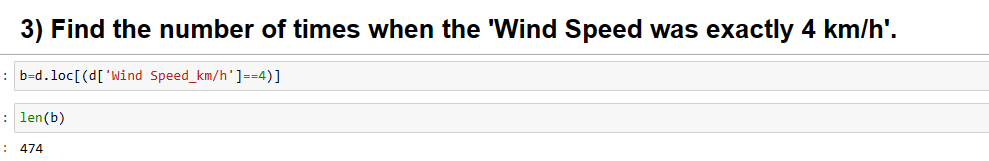 3) Find the number of times when the 'Wind Speed was exactly 4 km/h'.
: b=d.loc[(d['Wind Speed_km/h']==4)]
: len(b)
: 474